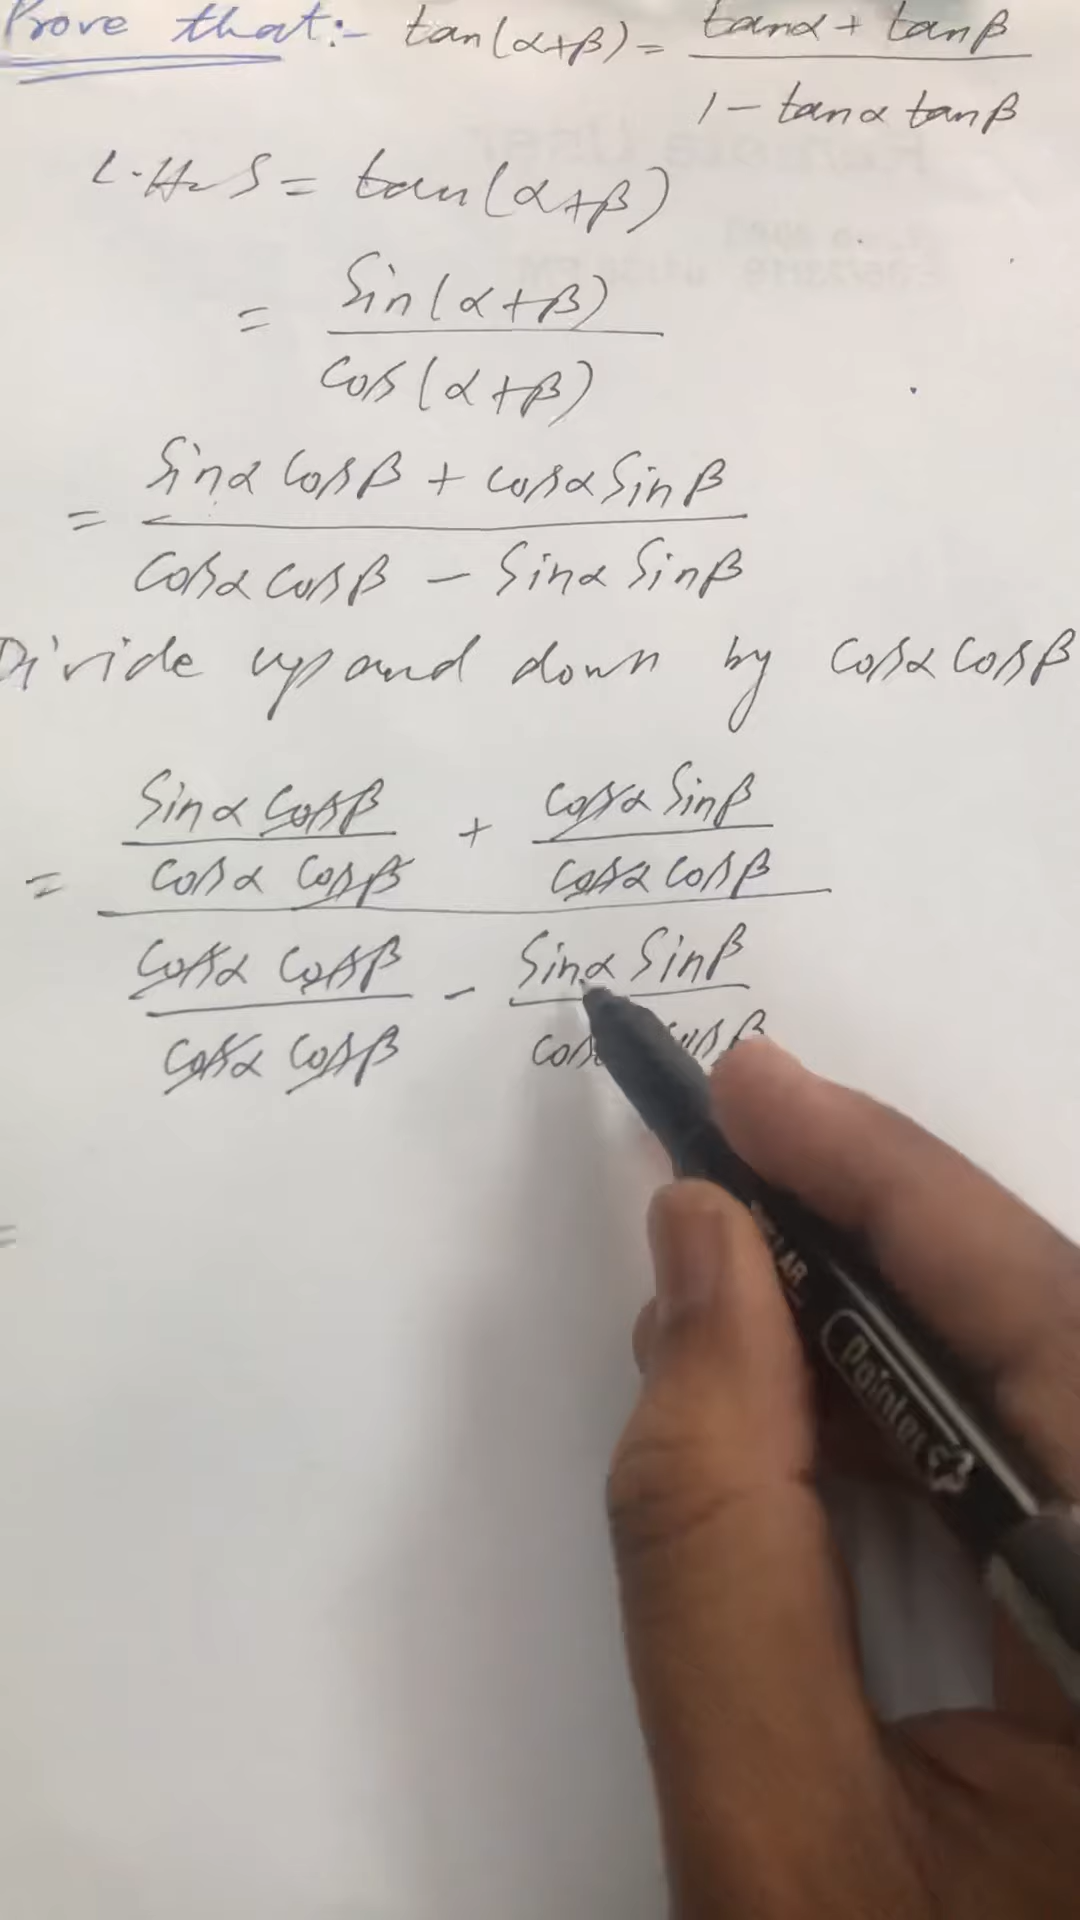 Prove that:- tan(α+β) = tanα + tanβ
1 - tanα tanβ
L.H.S = tan(α+β)
= Sin(α+β)
cos(α+β)
= Sinα cosβ + cosα Sinβ
cosα cosβ - Sinα Sinβ
Divide up and down by cosα cosβ
Sinα cosβ + cosα Sinβ
= cosα cosβ cosα cosβ
cosα cosβ - Sinα Sinβ
cosα cosβ β
=
Pointer